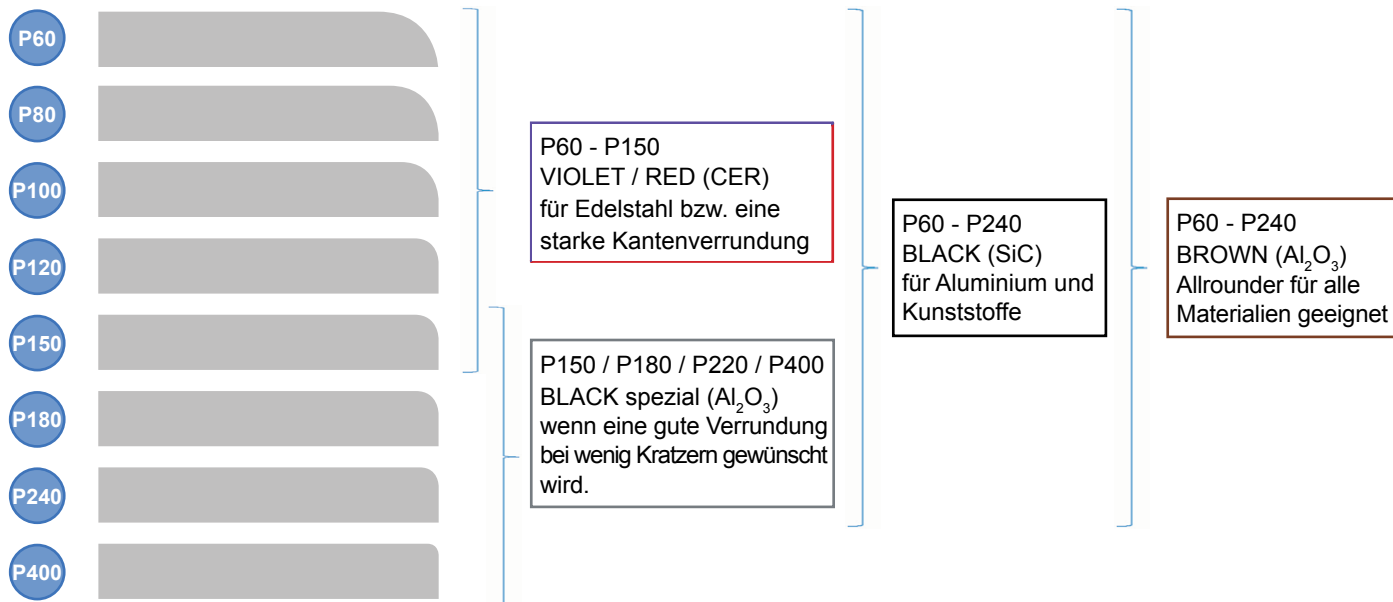 P60
P80
P100
P120
P150
P180
P240
P400
P60 - P150
VIOLET / RED (CER)
für Edelstahl bzw. eine
starke Kantenverrundung
P150 / P180 / P220 / P400
BLACK spezial (Al₂O₃)
wenn eine gute Verrundung
bei wenig Kratzern gewünscht
wird.
P60 - P240
BLACK (SiC)
für Aluminium und
Kunststoffe
P60 - P240
BROWN (Al₂O₃)
Allrounder für alle
Materialien geeignet